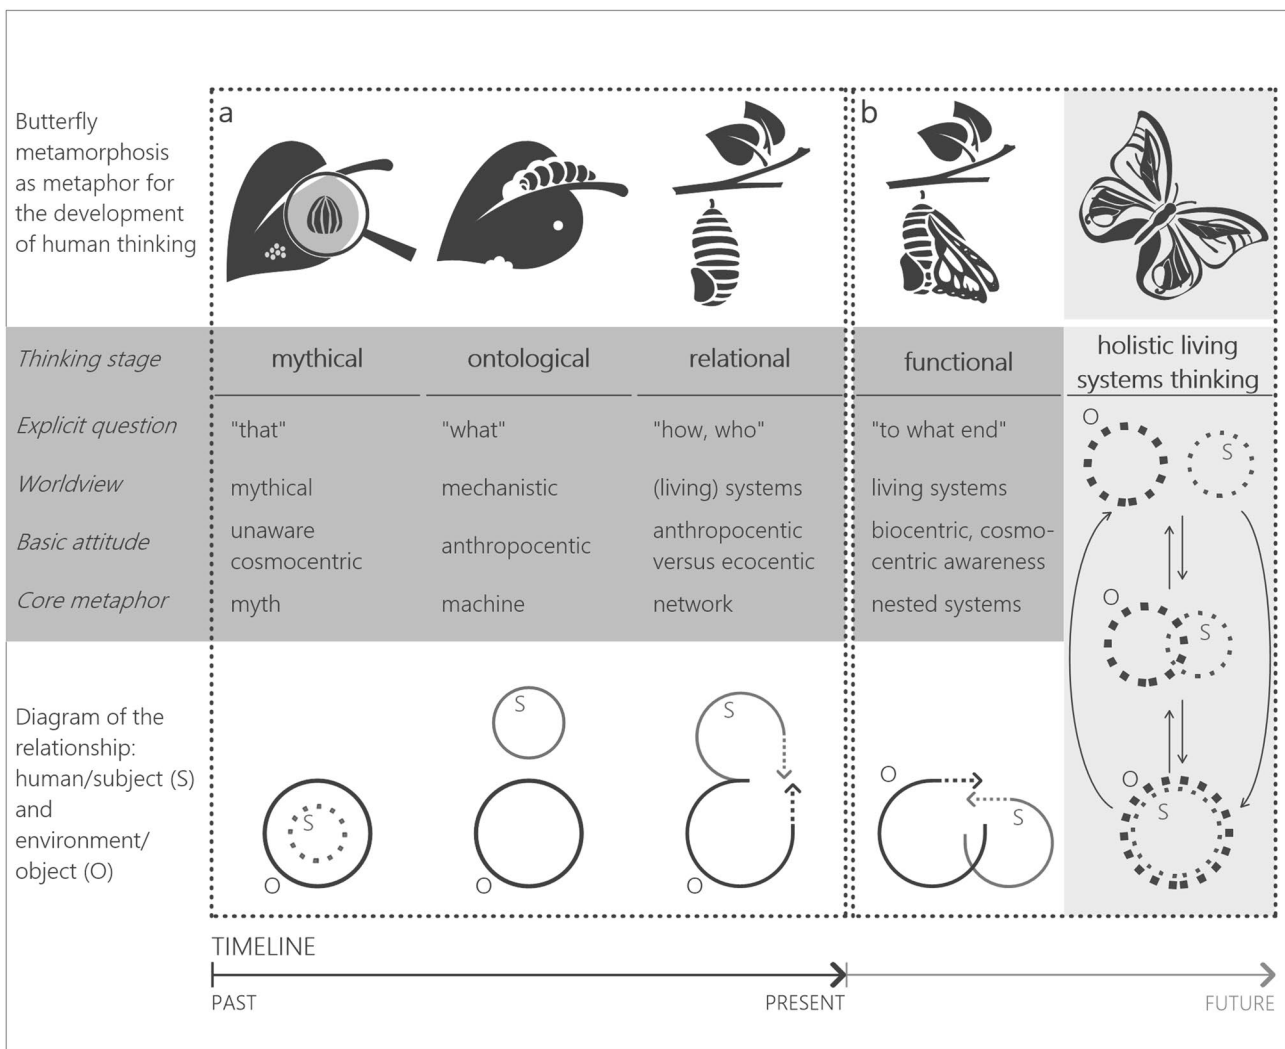 a
b
Butterfly
metamorphosis
as metaphor for
the development
of human thinking
Thinking stage
mythical
ontological
relational
functional
holistic living
systems thinking
Explicit question
"that"
"what"
"how, who"
"to what end"
Worldview
mythical
mechanistic
(living) systems
living systems
Basic attitude
unaware
cosmocentric
anthropocentic
anthropocentic
versus ecocentic
biocentric, cosmo-
centric awareness
Core metaphor
myth
machine
network
nested systems
O
S
O
S
O
S
Diagram of the
relationship:
human/subject (S)
and
environment/
object (O)
S
O
S
O
S
O
O
S
TIMELINE
PAST
PRESENT
FUTURE